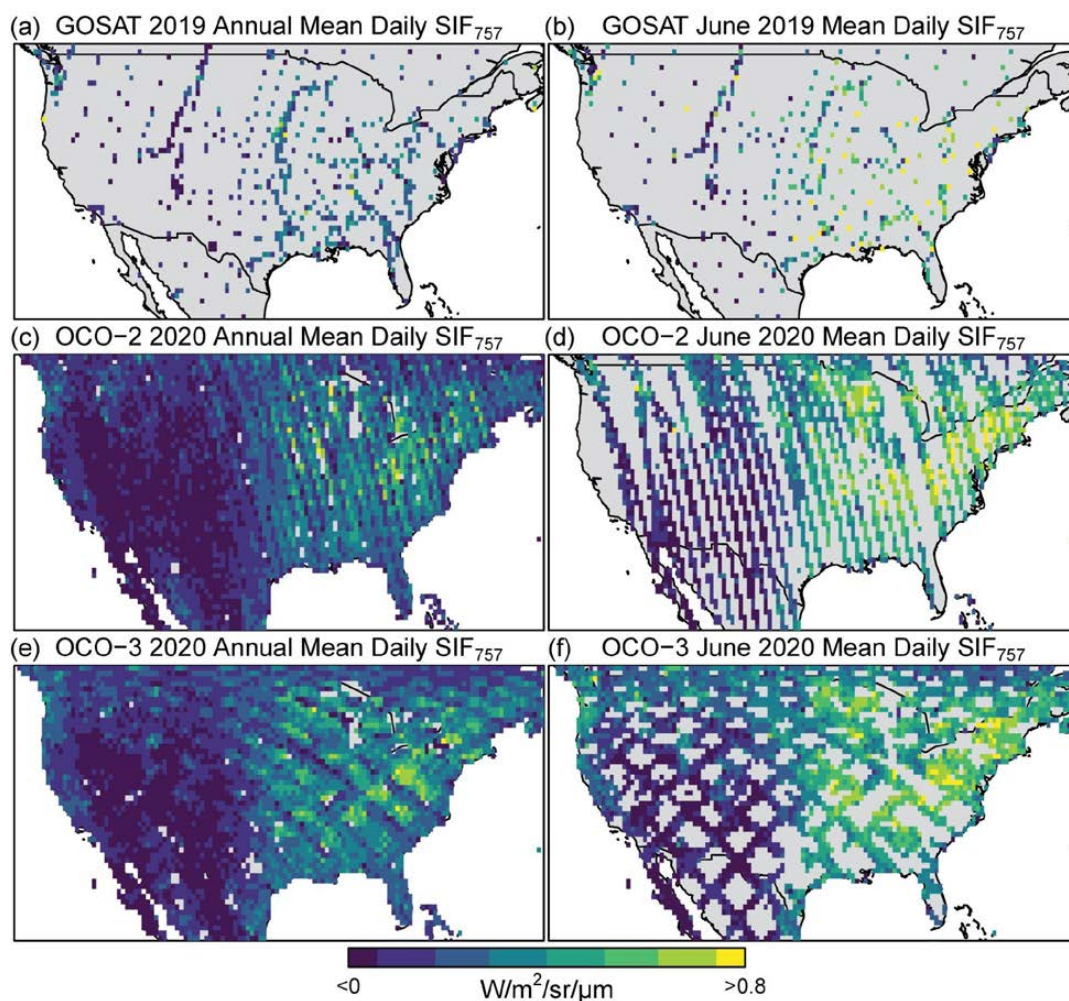 (a) GOSAT 2019 Annual Mean Daily SIF₇₅₇
(b) GOSAT June 2019 Mean Daily SIF₇₅₇
(c) OCO−2 2020 Annual Mean Daily SIF₇₅₇
(d) OCO−2 June 2020 Mean Daily SIF₇₅₇
(e) OCO−3 2020 Annual Mean Daily SIF₇₅₇
(f) OCO−3 June 2020 Mean Daily SIF₇₅₇
<0 W/m²/sr/µm >0.8